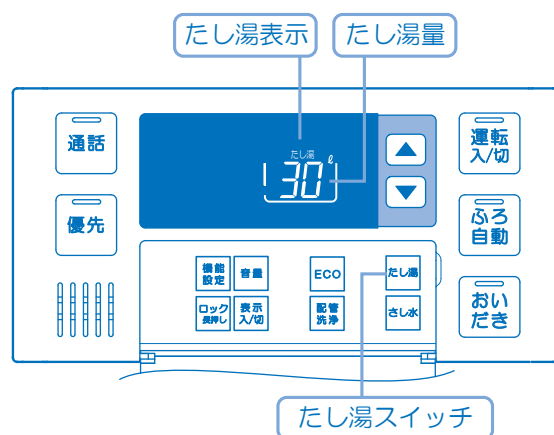 たし湯表示
たし湯量
通話
優先
たし湯
30ℓ
運転
入/切
ふろ
自動
おい
だき
機能
設定
音量
ECO
たし湯
ロック
長押し
表示
入/切
配管
洗浄
さし水
たし湯スイッチ